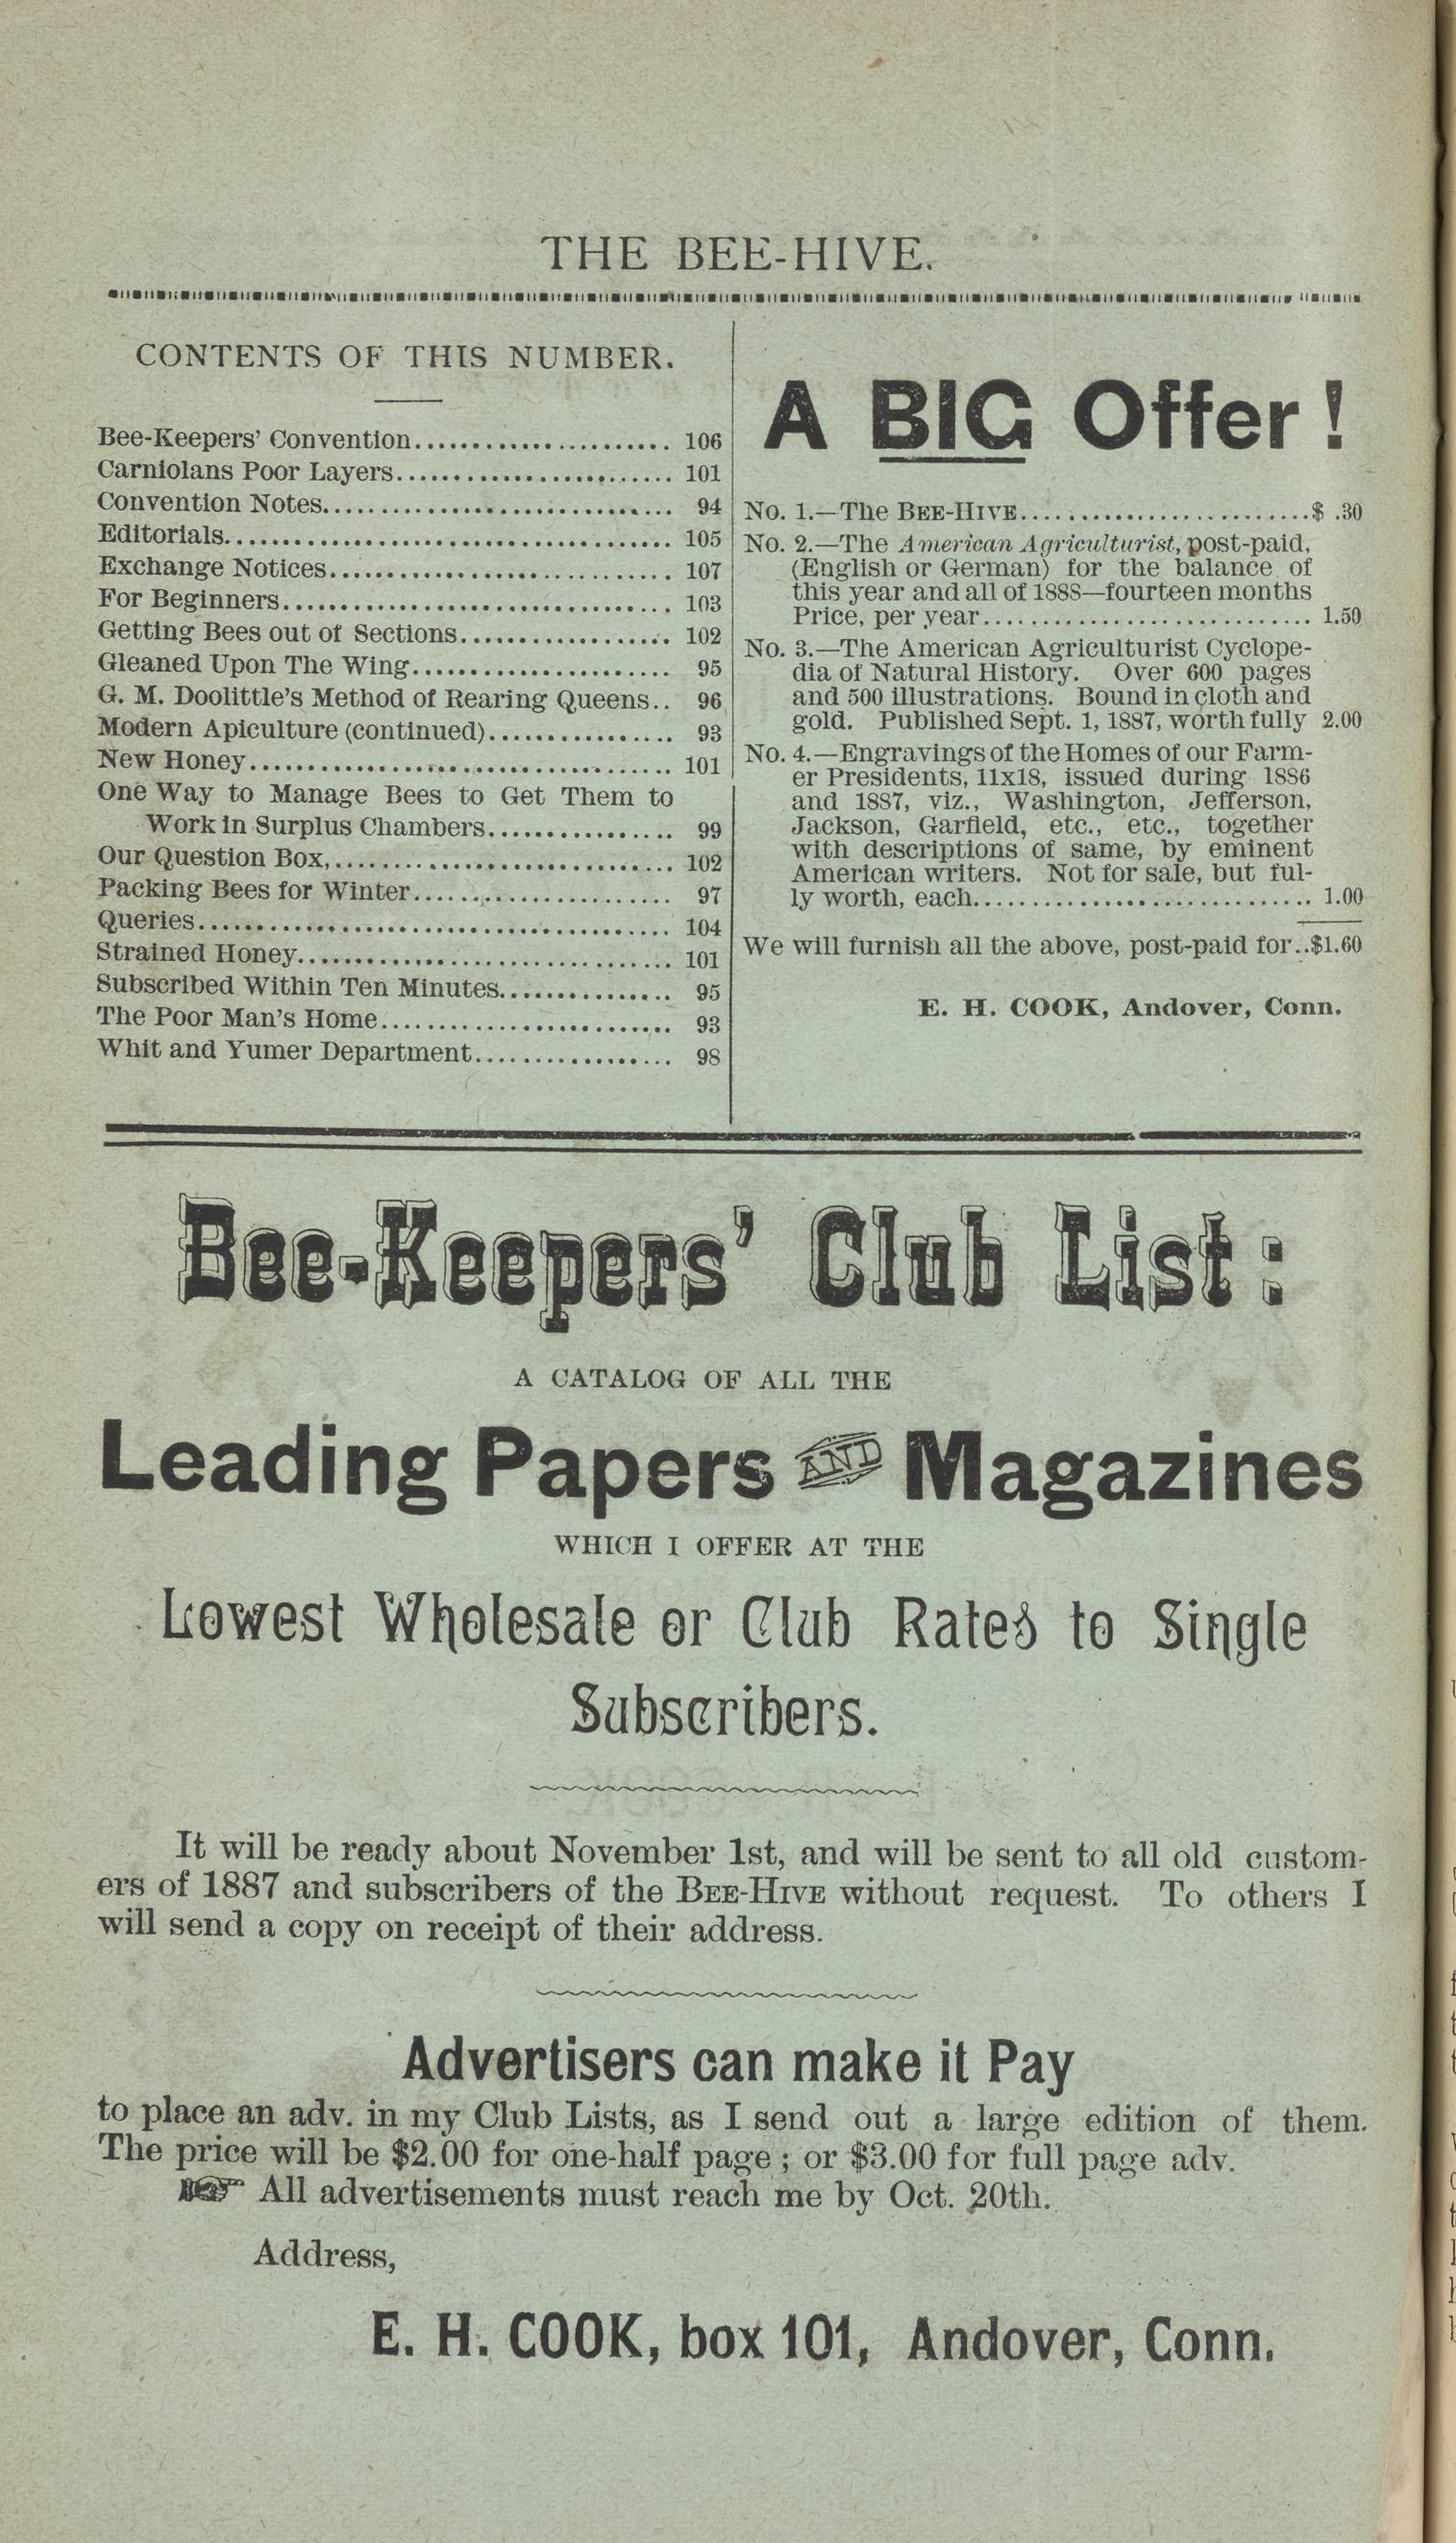 THE BEE-HIVE.
CONTENTS OF THIS NUMBER.
Bee-Keepers' Convention...................... 106
Carniolans Poor Layers........................ 101
Convention Notes.............................. 94
Editorials....................................... 105
Exchange Notices.............................. 107
For Beginners.................................. 103
Getting Bees out of Sections................... 102
Gleaned Upon The Wing....................... 95
G. M. Doolittle's Method of Rearing Queens.. 96
Modern Apiculture (continued)................ 93
New Honey..................................... 101
One Way to Manage Bees to Get Them to
Work in Surplus Chambers................ 99
Our Question Box,.............................. 102
Packing Bees for Winter....................... 97
Queries......................................... 104
Strained Honey................................ 101
Subscribed Within Ten Minutes............... 95
The Poor Man's Home.......................... 93
Whit and Yumer Department................. 98
A BIG Offer !
No. 1.—The BEE-HIVE..........................$ .30
No. 2.—The American Agriculturist, post-paid,
(English or German) for the balance of
this year and all of 1888—fourteen months
Price, per year............................ 1.50
No. 3.—The American Agriculturist Cyclope-
dia of Natural History. Over 600 pages
and 500 illustrations. Bound in cloth and
gold. Published Sept. 1, 1887, worth fully 2.00
No. 4.—Engravings of the Homes of our Farm-
er Presidents, 11x18, issued during 1886
and 1887, viz., Washington, Jefferson,
Jackson, Garfield, etc., etc., together
with descriptions of same, by eminent
American writers. Not for sale, but ful-
ly worth, each............................. 1.00
We will furnish all the above, post-paid for..$1.60
E. H. COOK, Andover, Conn.
Bee-Keepers' Club List:
A CATALOG OF ALL THE
Leading Papers AND Magazines
WHICH I OFFER AT THE
Lowest Wholesale or Club Rates to Single
Subscribers.
It will be ready about November 1st, and will be sent to all old custom-
ers of 1887 and subscribers of the BEE-HIVE without request. To others I
will send a copy on receipt of their address.
Advertisers can make it Pay
to place an adv. in my Club Lists, as I send out a large edition of them.
The price will be $2.00 for one-half page; or $3.00 for full page adv.
☞ All advertisements must reach me by Oct. 20th.
Address,
E. H. COOK, box 101, Andover, Conn.